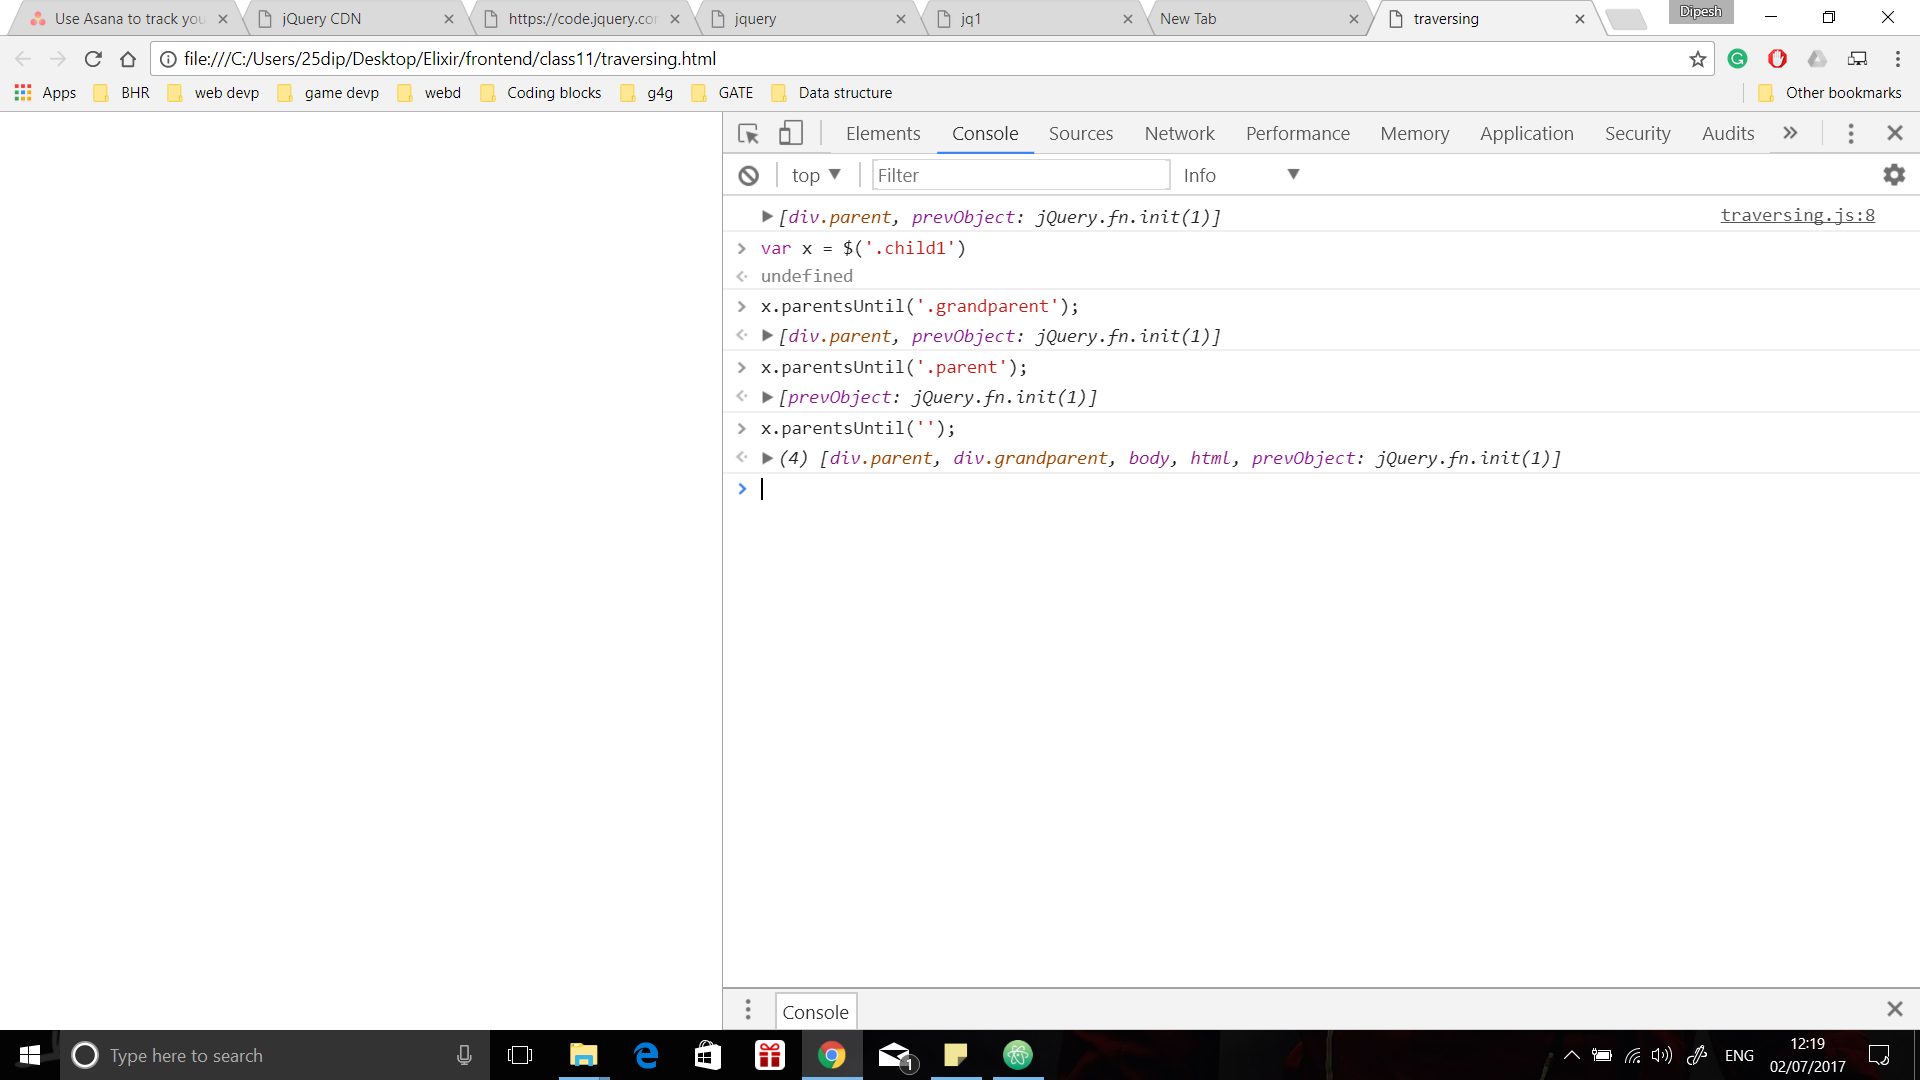 Use Asana to track you
jQuery CDN
https://code.jquery.co
jquery
jq1
New Tab
traversing
Dipesh
file:///C:/Users/25dip/Desktop/Elixir/frontend/class11/traversing.html
Apps BHR web devp game devp webd Coding blocks g4g GATE Data structure Other bookmarks
Elements Console Sources Network Performance Memory Application Security Audits »
top Filter Info
[div.parent, prevObject: jQuery.fn.init(1)] traversing.js:8
> var x = $('.child1')
undefined
> x.parentsUntil('.grandparent');
[div.parent, prevObject: jQuery.fn.init(1)]
> x.parentsUntil('.parent');
[prevObject: jQuery.fn.init(1)]
> x.parentsUntil('');
(4) [div.parent, div.grandparent, body, html, prevObject: jQuery.fn.init(1)]
>
Console
Type here to search
1
ENG
12:19
02/07/2017